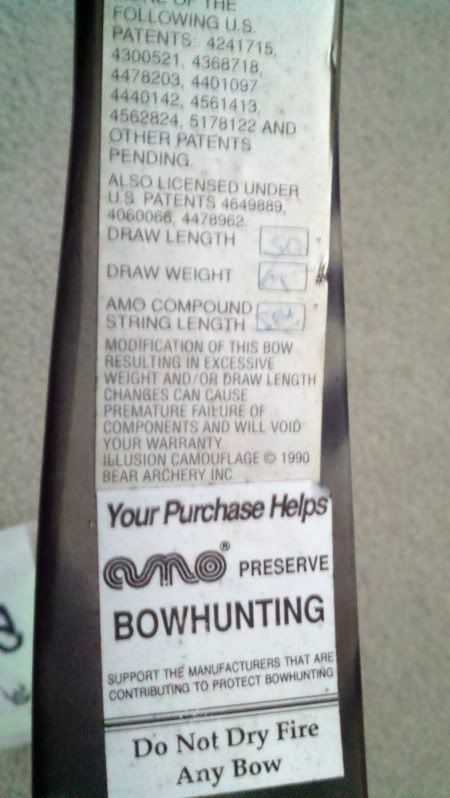 OF THE
FOLLOWING U.S.
PATENTS: 4241715,
4300521, 4368718,
4478203, 4401097
4440142, 4561413,
4562824, 5178122 AND
OTHER PATENTS
PENDING.
ALSO LICENSED UNDER
U.S. PATENTS 4649889,
4060066, 4478962.
DRAW LENGTH 30 "
DRAW WEIGHT #
AMO COMPOUND
STRING LENGTH "
MODIFICATION OF THIS BOW
RESULTING IN EXCESSIVE
WEIGHT AND/OR DRAW LENGTH
CHANGES CAN CAUSE
PREMATURE FAILURE OF
COMPONENTS AND WILL VOID
YOUR WARRANTY
ILLUSION CAMOUFLAGE © 1990
BEAR ARCHERY INC.
Your Purchase Helps
amo® PRESERVE
BOWHUNTING
SUPPORT THE MANUFACTURERS THAT ARE
CONTRIBUTING TO PROTECT BOWHUNTING
Do Not Dry Fire
Any Bow